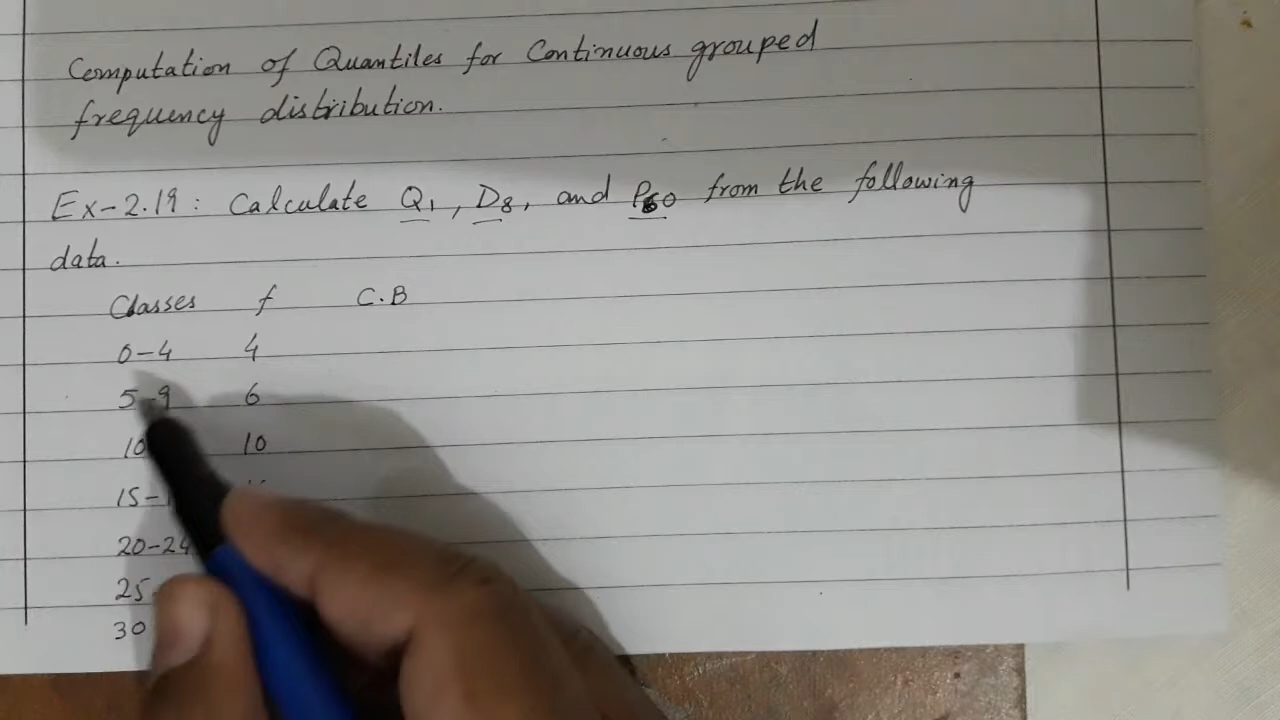 Computation of Quantiles for Continuous grouped
frequency distribution.
Ex-2.19: Calculate Q1, D8, and P60 from the following
data.
Classes f C.B
0-4 4
5-9 6
10 10
15-
20-24
25-
30